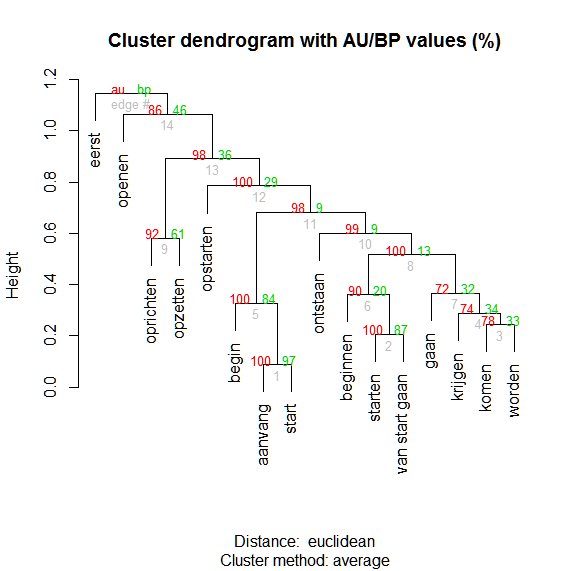 Cluster dendrogram with AU/BP values (%)
Height
1.2
1.0
0.8
0.6
0.4
0.2
0.0
au bp
edge #
86 46
14
98 36
13
100 29
12
98 9
11
99 9
10
100 13
8
92 61
9
100 84
5
90 20
6
72 32
7
74 34
4
78 33
3
100 87
2
100 97
1
eerst
openen
oprichten
opzetten
opstarten
begin
aanvang
start
ontstaan
beginnen
starten
van start gaan
gaan
krijgen
komen
worden
Distance: euclidean
Cluster method: average